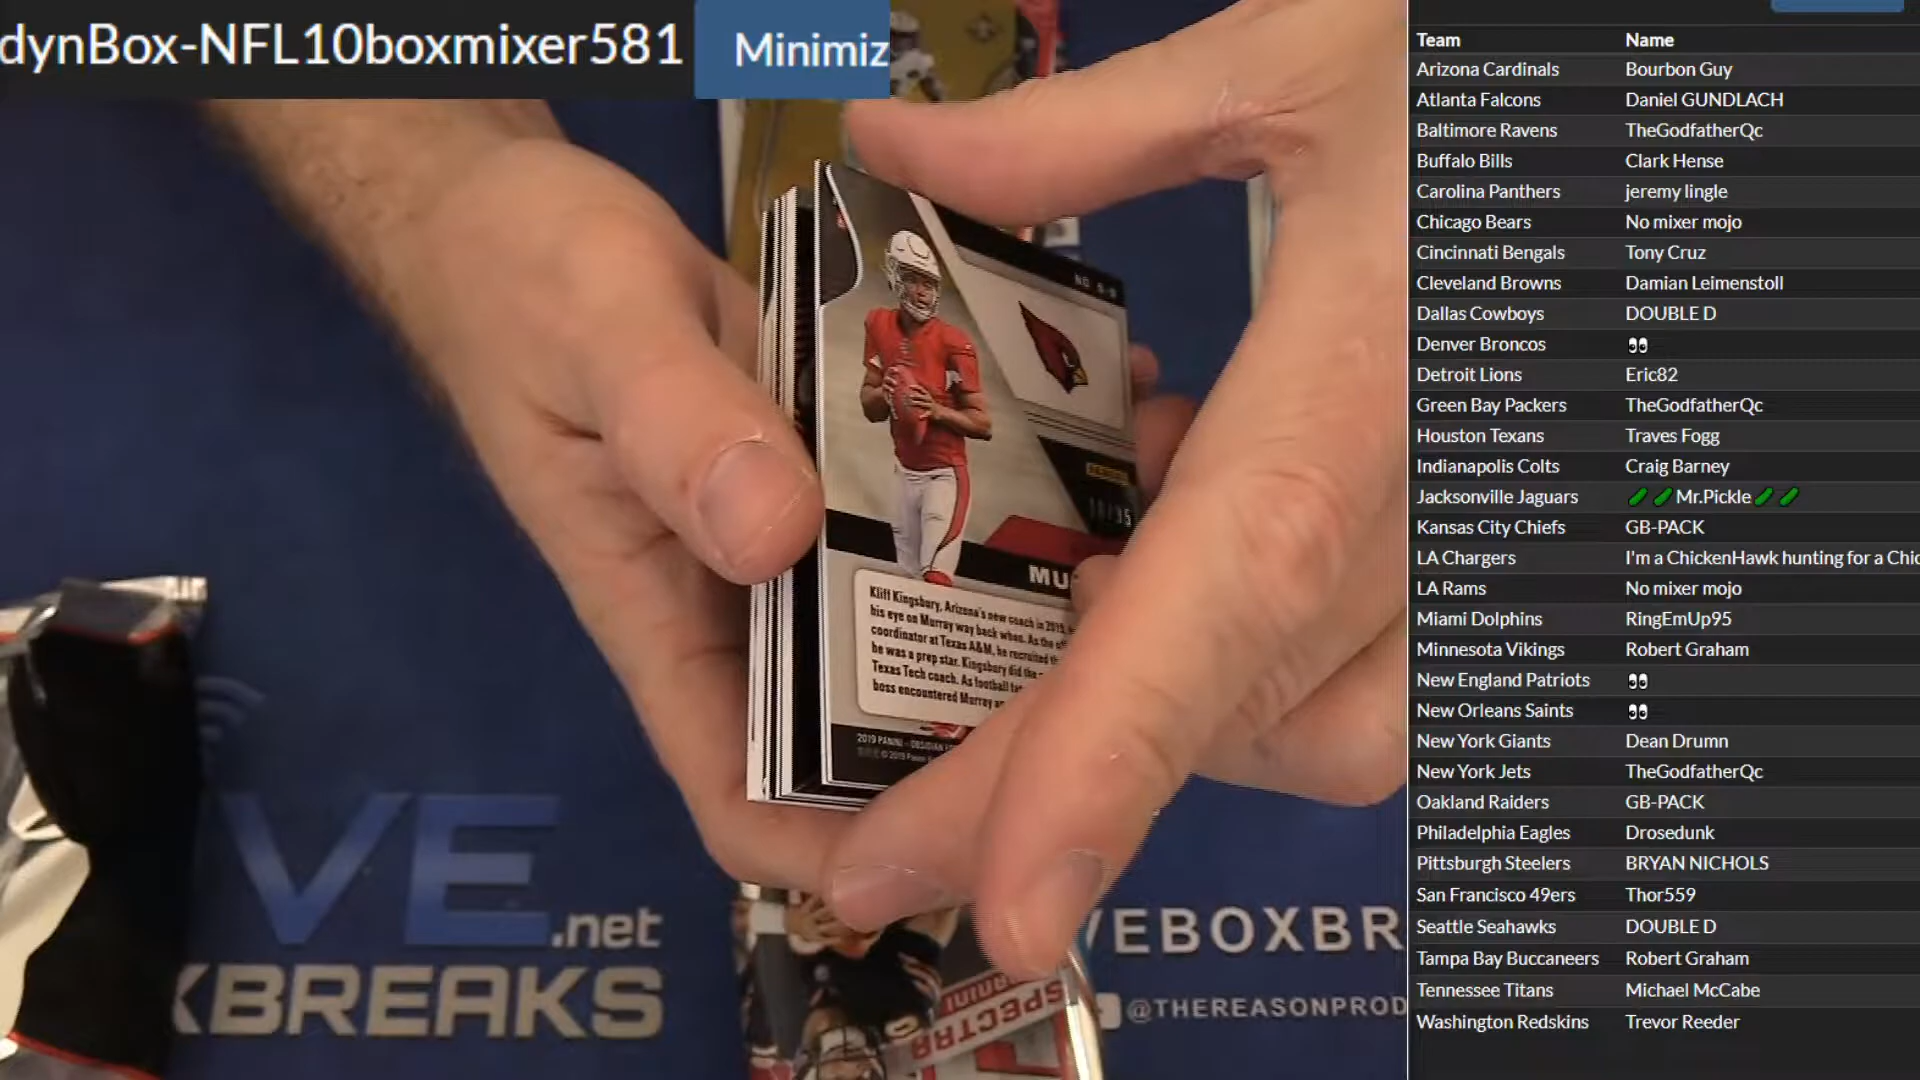 dynBox-NFL10boxmixer581
Minimiz
Team Name
Arizona Cardinals Bourbon Guy
Atlanta Falcons Daniel GUNDLACH
Baltimore Ravens TheGodfatherQc
Buffalo Bills Clark Hense
Carolina Panthers jeremy lingle
Chicago Bears No mixer mojo
Cincinnati Bengals Tony Cruz
Cleveland Browns Damian Leimenstoll
Dallas Cowboys DOUBLE D
Denver Broncos 👀
Detroit Lions Eric82
Green Bay Packers TheGodfatherQc
Houston Texans Traves Fogg
Indianapolis Colts Craig Barney
Jacksonville Jaguars 🥒🥒Mr.Pickle🥒🥒
Kansas City Chiefs GB-PACK
LA Chargers I'm a ChickenHawk hunting for a Chic
LA Rams No mixer mojo
Miami Dolphins RingEmUp95
Minnesota Vikings Robert Graham
New England Patriots 👀
New Orleans Saints 👀
New York Giants Dean Drumn
New York Jets TheGodfatherQc
Oakland Raiders GB-PACK
Philadelphia Eagles Drosedunk
Pittsburgh Steelers BRYAN NICHOLS
San Francisco 49ers Thor559
Seattle Seahawks DOUBLE D
Tampa Bay Buccaneers Robert Graham
Tennessee Titans Michael McCabe
Washington Redskins Trevor Reeder
PANINI
MU
Kliff Kingsbury, Arizona's new coach in 2019,
his eye on Murray way back when. As the
coordinator at Texas A&M, he recruited
he was a prep star. Kingsbury did the
Texas Tech coach. As football
boss encountered Murray
2019 PANINI - OBSIDIAN
VE.net
XBREAKS
VEBOXBR
@THEREASONPROD
PANINI
SPECTRA